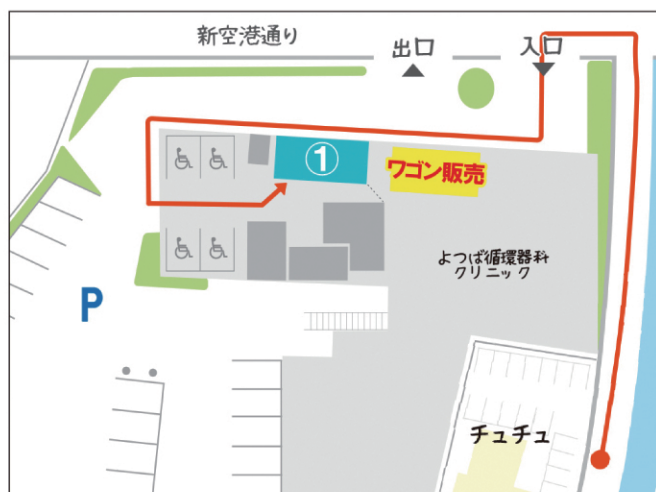 新空港通り
出口
入口
①
ワゴン販売
よつば循環器科
クリニック
P
チュチュ